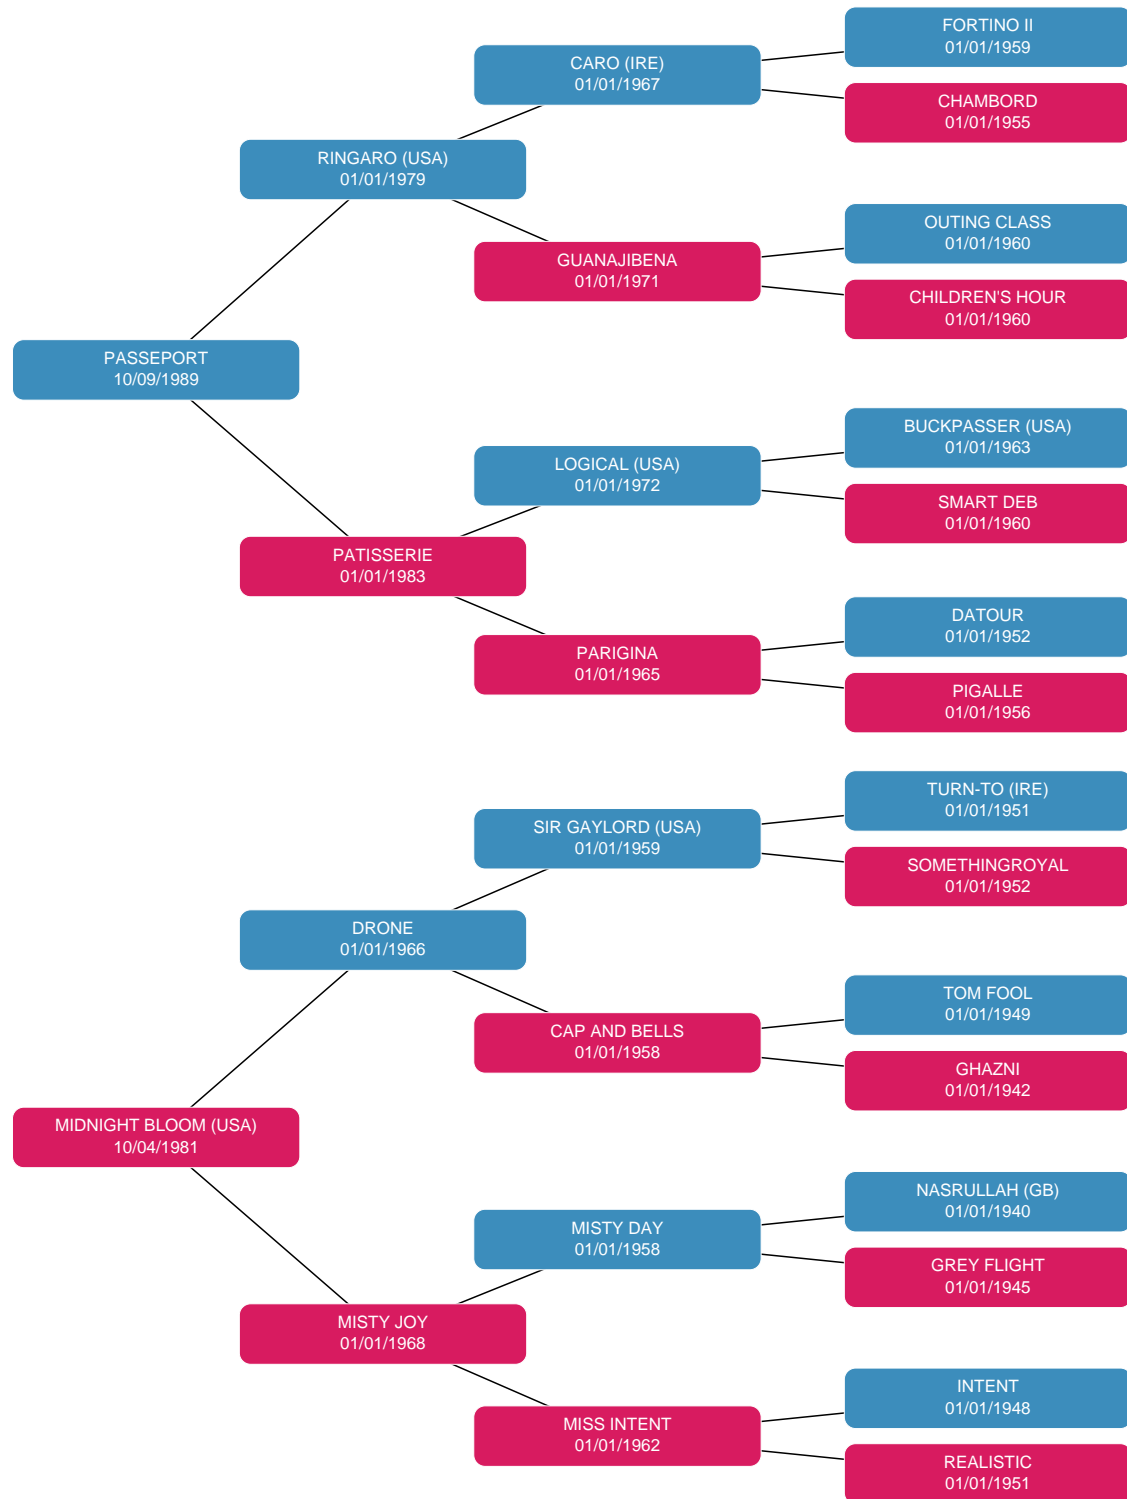 FORTINO II
01/01/1959
CARO (IRE)
01/01/1967
CHAMBORD
01/01/1955
RINGARO (USA)
01/01/1979
OUTING CLASS
01/01/1960
GUANAJIBENA
01/01/1971
CHILDREN'S HOUR
01/01/1960
PASSEPORT
10/09/1989
BUCKPASSER (USA)
01/01/1963
LOGICAL (USA)
01/01/1972
SMART DEB
01/01/1960
PATISSERIE
01/01/1983
DATOUR
01/01/1952
PARIGINA
01/01/1965
PIGALLE
01/01/1956
TURN-TO (IRE)
01/01/1951
SIR GAYLORD (USA)
01/01/1959
SOMETHINGROYAL
01/01/1952
DRONE
01/01/1966
TOM FOOL
01/01/1949
CAP AND BELLS
01/01/1958
GHAZNI
01/01/1942
MIDNIGHT BLOOM (USA)
10/04/1981
NASRULLAH (GB)
01/01/1940
MISTY DAY
01/01/1958
GREY FLIGHT
01/01/1945
MISTY JOY
01/01/1968
INTENT
01/01/1948
MISS INTENT
01/01/1962
REALISTIC
01/01/1951